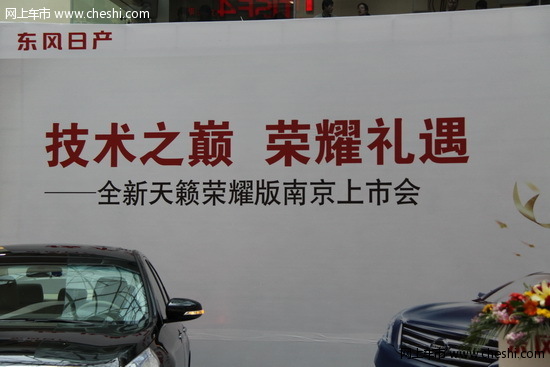 网上车市
www.cheshi.com
东风日产
技术之巅 荣耀礼遇
——全新天籁荣耀版南京上市会
网上车市
www.cheshi.com